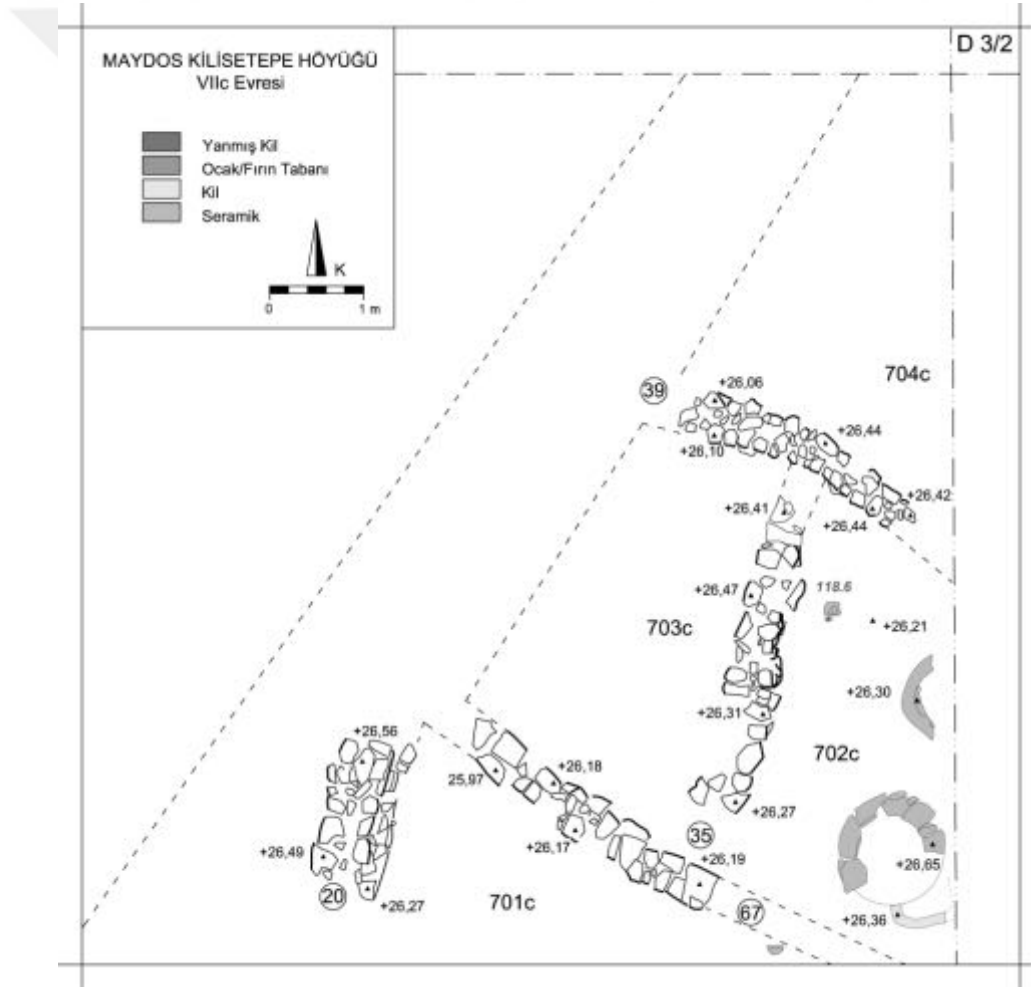 D 3/2
MAYDOS KİLİSETEPE HÖYÜĞÜ
VIIc Evresi
Yanmış Kil
Ocak/Fırın Tabanı
Kil
Seramik
K
0 1 m
704c
39
+26,06
+26,44
+26,10
+26,42
+26,41
+26,44
+26,47
118.6
703c
+26,21
+26,30
+26,31
+26,56
702c
25,97
+26,18
+26,27
+26,17
35
+26,49
+26,19
+26,65
20
+26,27
701c
67
+26,36